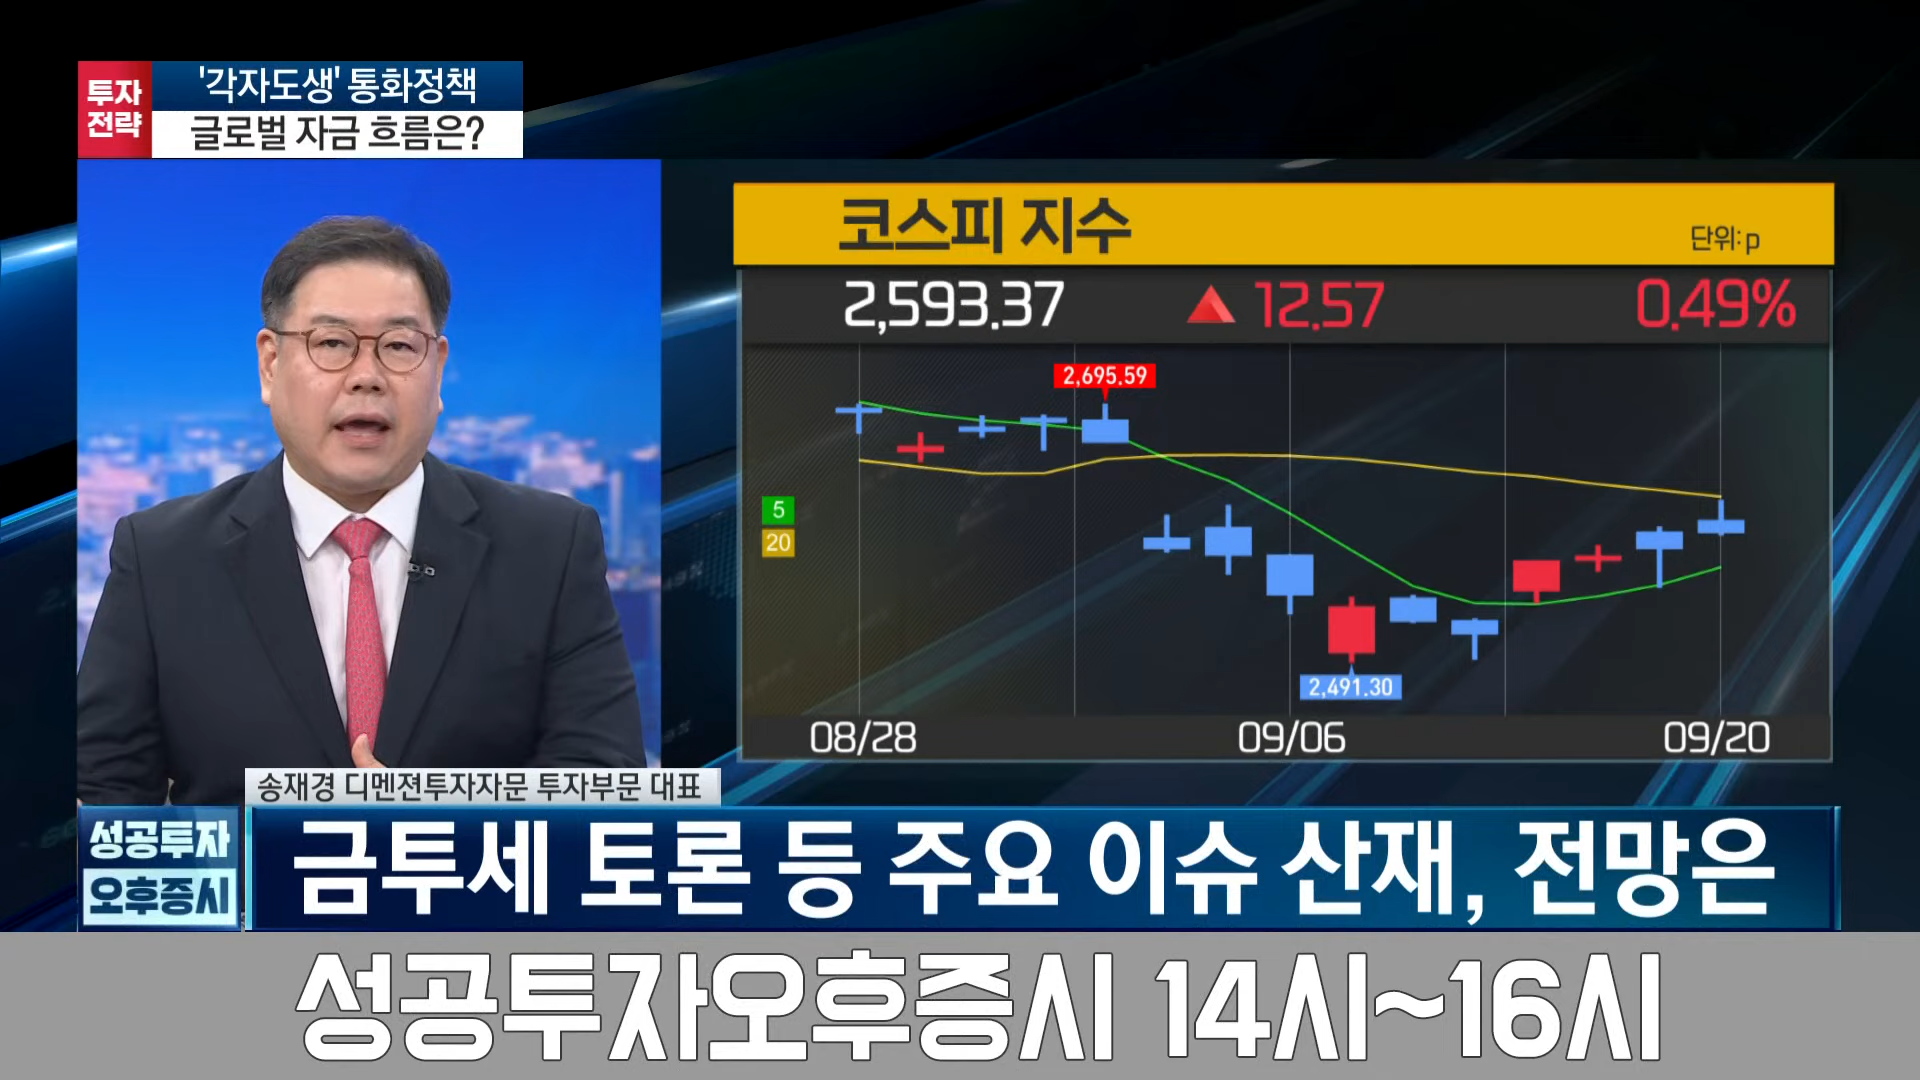 투자
전략
'각자도생' 통화정책
글로벌 자금 흐름은?
코스피 지수
단위:p
2,593.37 ▲ 12.57 0.49%
2,695.59
5
20
2,491.30
08/28 09/06 09/20
송재경 디멘젼투자자문 투자부문 대표
성공투자
오후증시
금투세 토론 등 주요 이슈 산재, 전망은
성공투자오후증시 14시~16시